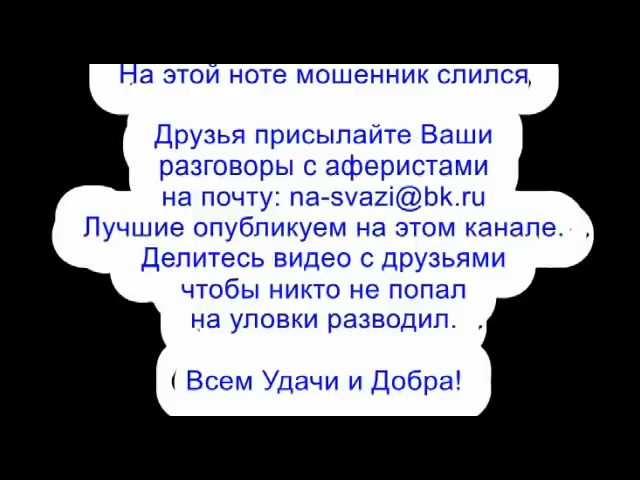 На этой ноте мошенник слился
Друзья присылайте Ваши
разговоры с аферистами
на почту: na-svazi@bk.ru
Лучшие опубликуем на этом канале.
Делитесь видео с друзьями
чтобы никто не попал
на уловки разводил.
Всем Удачи и Добра!